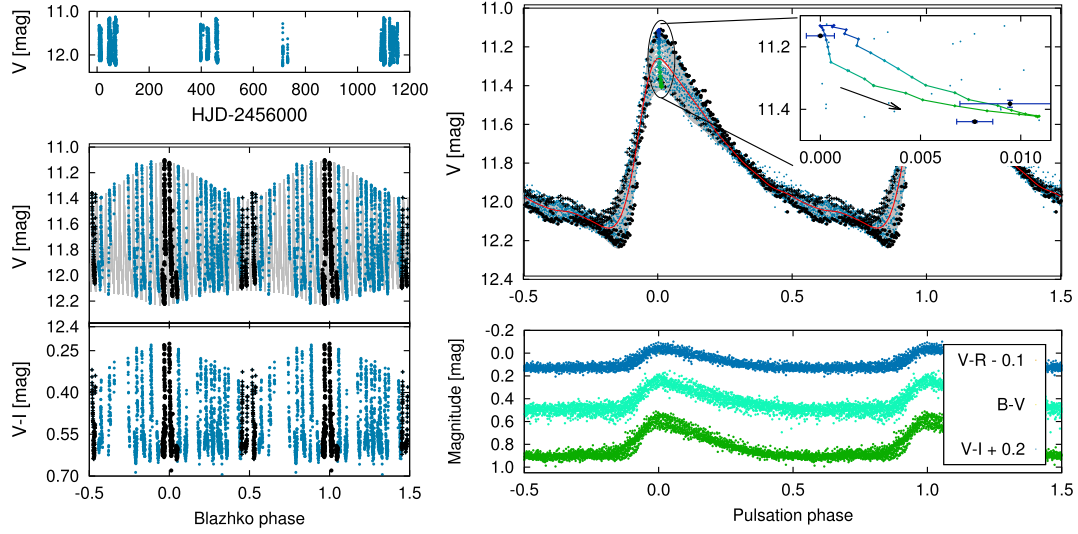 V [mag]
11.0
12.0
0 200 400 600 800 1000 1200
HJD-2456000
V [mag]
11.0
11.2
11.4
11.6
11.8
12.0
12.2
12.4
V-I [mag]
0.25
0.40
0.55
0.70
-0.5 0.0 0.5 1.0 1.5
Blazhko phase
V [mag]
11.0
11.2
11.4
11.6
11.8
12.0
12.2
12.4
-0.5 0.0 0.5 1.0 1.5
11.2
11.4
0.000 0.005 0.010
Magnitude [mag]
-0.2
0.0
0.2
0.4
0.6
0.8
1.0
V-R - 0.1
B-V
V-I + 0.2
-0.5 0.0 0.5 1.0 1.5
Pulsation phase